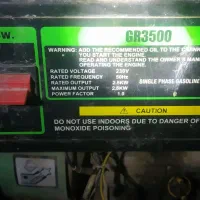 GR3500
WARNING: ADD THE RECOMMENDED OIL TO THE
YOU START THE ENGINE.
READ AND UNDERSTAND THE OWNER'S
OPERATING THE ENGINE.
RATED VOLTAGE 230V
RATED FREQUENCY 50Hz
RATED OUTPUT SINGLE PHASE GASOLINE
MAXIMUM OUTPUT 2.8KW
POWER FACTOR 1.0
CAUTION
DO NOT USE INDOORS DUE TO DANGER OF
MONOXIDE POISONING